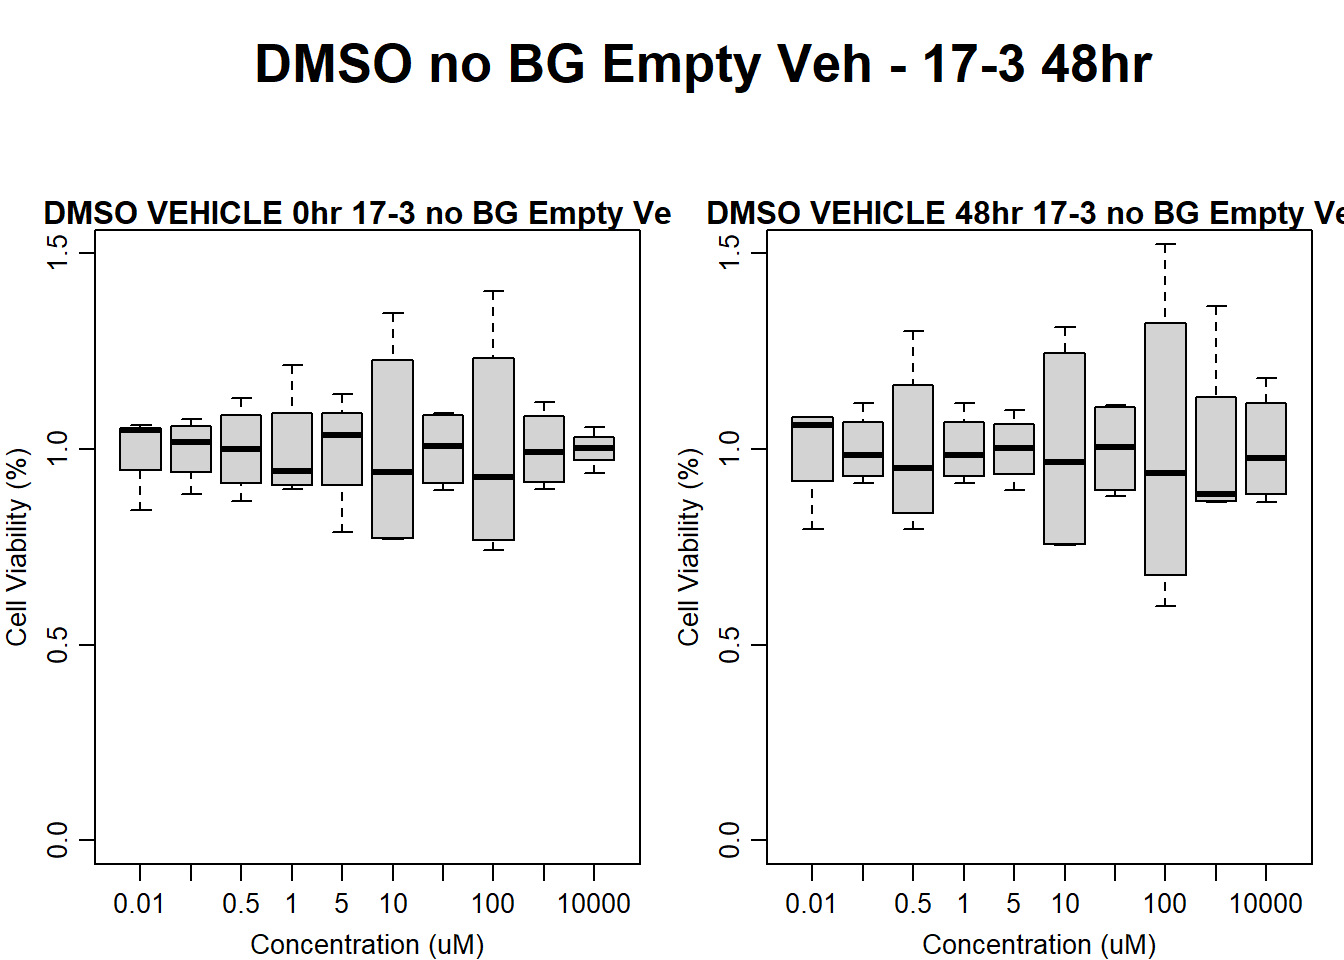 DMSO no BG Empty Veh - 17-3 48hr
DMSO VEHICLE 0hr 17-3 no BG Empty Ve
Cell Viability (%)
1.5
1.0
0.5
0.0
0.01 0.5 1 5 10 100 10000
Concentration (uM)
DMSO VEHICLE 48hr 17-3 no BG Empty Ve
Cell Viability (%)
1.5
1.0
0.5
0.0
0.01 0.5 1 5 10 100 10000
Concentration (uM)